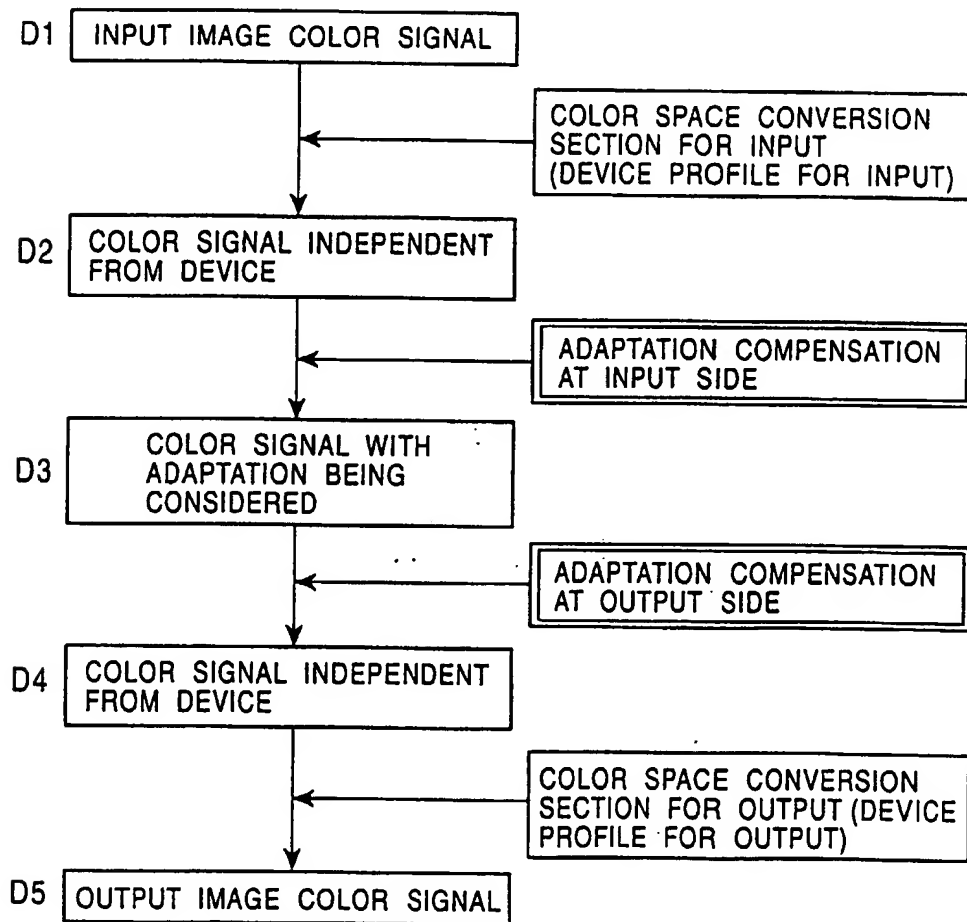 D1 INPUT IMAGE COLOR SIGNAL
COLOR SPACE CONVERSION
SECTION FOR INPUT
(DEVICE PROFILE FOR INPUT)
D2 COLOR SIGNAL INDEPENDENT
FROM DEVICE
ADAPTATION COMPENSATION
AT INPUT SIDE
D3 COLOR SIGNAL WITH
ADAPTATION BEING
CONSIDERED
ADAPTATION COMPENSATION
AT OUTPUT SIDE
D4 COLOR SIGNAL INDEPENDENT
FROM DEVICE
COLOR SPACE CONVERSION
SECTION FOR OUTPUT (DEVICE
PROFILE FOR OUTPUT)
D5 OUTPUT IMAGE COLOR SIGNAL